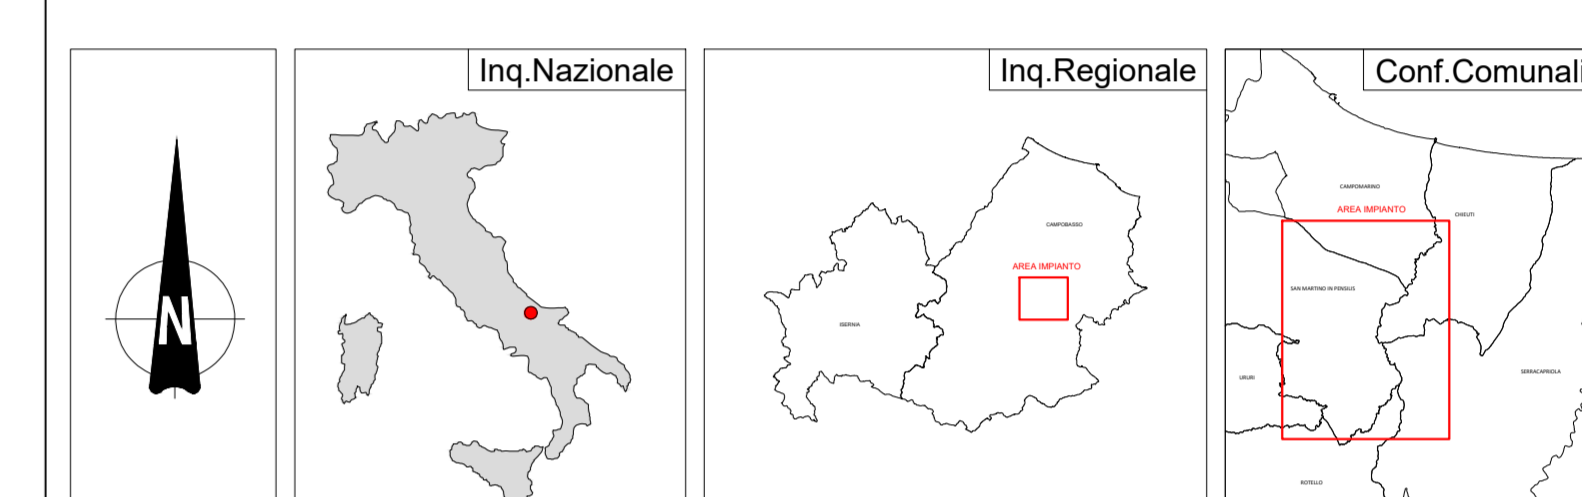 N
Inq.Nazionale
Inq.Regionale
CAMPOBASSO
AREA IMPIANTO
ISERNIA
Conf.Comunali
CAMPOMARINO
AREA IMPIANTO
CHIEUTI
SAN MARTINO IN PENSILIS
URURI
SERRACAPRIOLA
ROTELLO